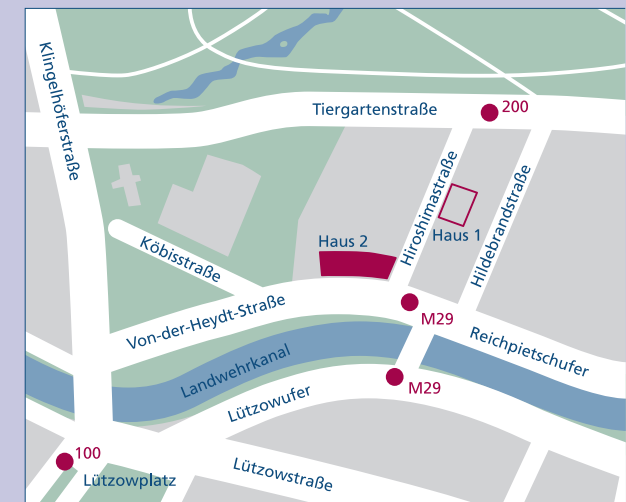 Klingelhöferstraße
Tiergartenstraße
200
Hiroshimastraße
Hildebrandstraße
Haus 1
Haus 2
Köbisstraße
Von-der-Heydt-Straße
M29
Reichpietschufer
Landwehrkanal
M29
Lützowufer
100
Lützowplatz
Lützowstraße